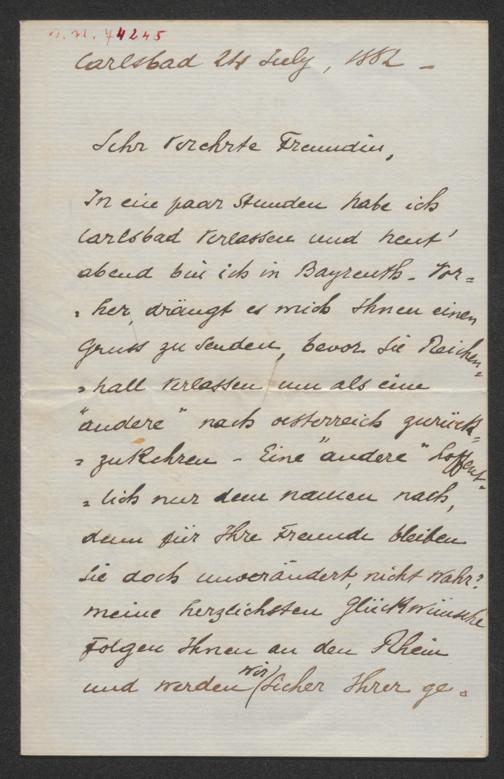 44245
Carlsbad 24 July, 1882 –
Sehr Verehrte Freundin,
In ein paar Stunden habe ich
Carlsbad Verlassen und heut'
abend bin ich in Bayreuth – Vor=
=her, drängt es mich Ihnen einen
Gruss zu senden, bevor Sie Reichen=
=hall Verlassen um als eine
"andere" nach oesterreich zurück=
=zukehren – Eine "andere" hoffent=
=lich nur dem namen nach,
denn für Ihre Freunde bleiben
Sie doch unverändert, nicht wahr?
meine herzlichsten Glückwünsche
Folgen Ihnen an den Rhein
und werden wir sicher Ihrer ge=